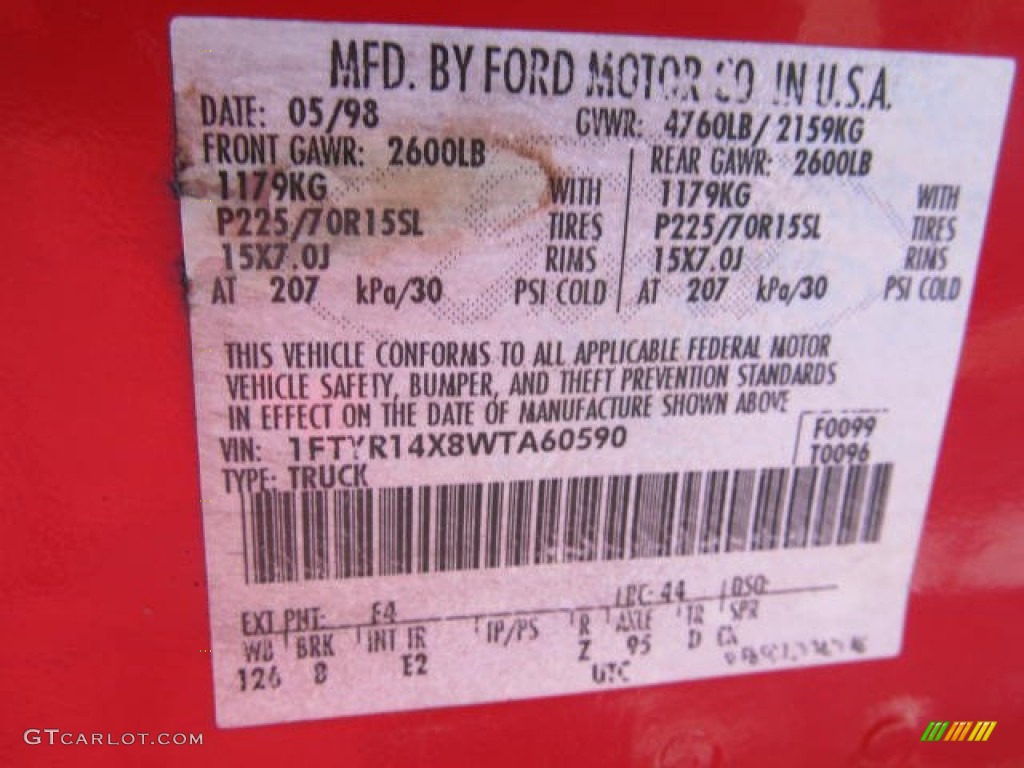 MFD. BY FORD MOTOR CO. IN U.S.A.
DATE: 05/98 GVWR: 4760LB/ 2159KG
FRONT GAWR: 2600LB REAR GAWR: 2600LB
1179KG WITH 1179KG WITH
P225/70R15SL TIRES P225/70R15SL TIRES
15X7.0J RIMS 15X7.0J RIMS
AT 207 kPa/30 PSI COLD AT 207 kPa/30 PSI COLD
THIS VEHICLE CONFORMS TO ALL APPLICABLE FEDERAL MOTOR
VEHICLE SAFETY, BUMPER, AND THEFT PREVENTION STANDARDS
IN EFFECT ON THE DATE OF MANUFACTURE SHOWN ABOVE
VIN: 1FTYR14X8WTA60590 F0099
TYPE: TRUCK T0096
EXT PNT: E4 44 DSO:
WB BRK INT TR TP/PS R AXLE TR SPR
126 8 E2 Z 95 D CA
UTC
GTCARLOT.COM